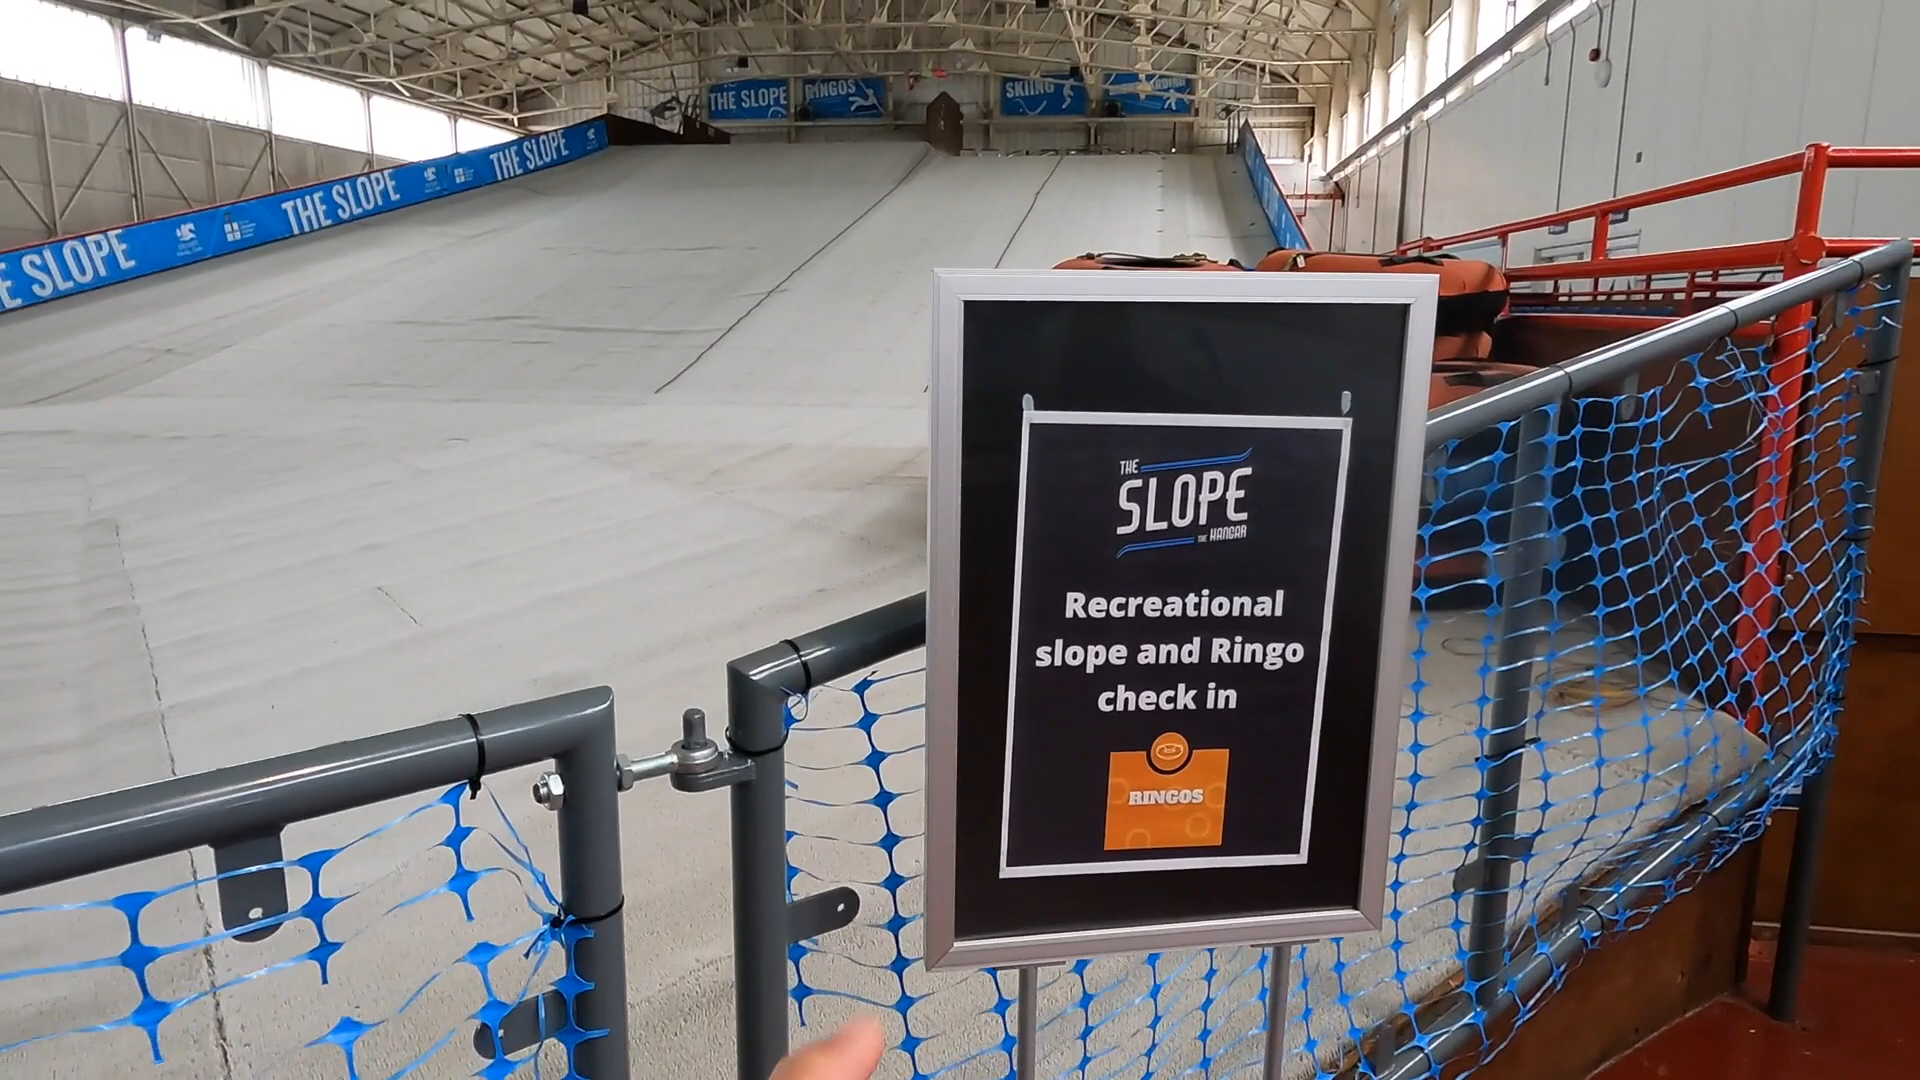 THE SLOPE
RINGOS
SKIING
THE SLOPE
THE SLOPE
E SLOPE
THE
SLOPE
THE HANGAR
Recreational
slope and Ringo
check in
RINGOS